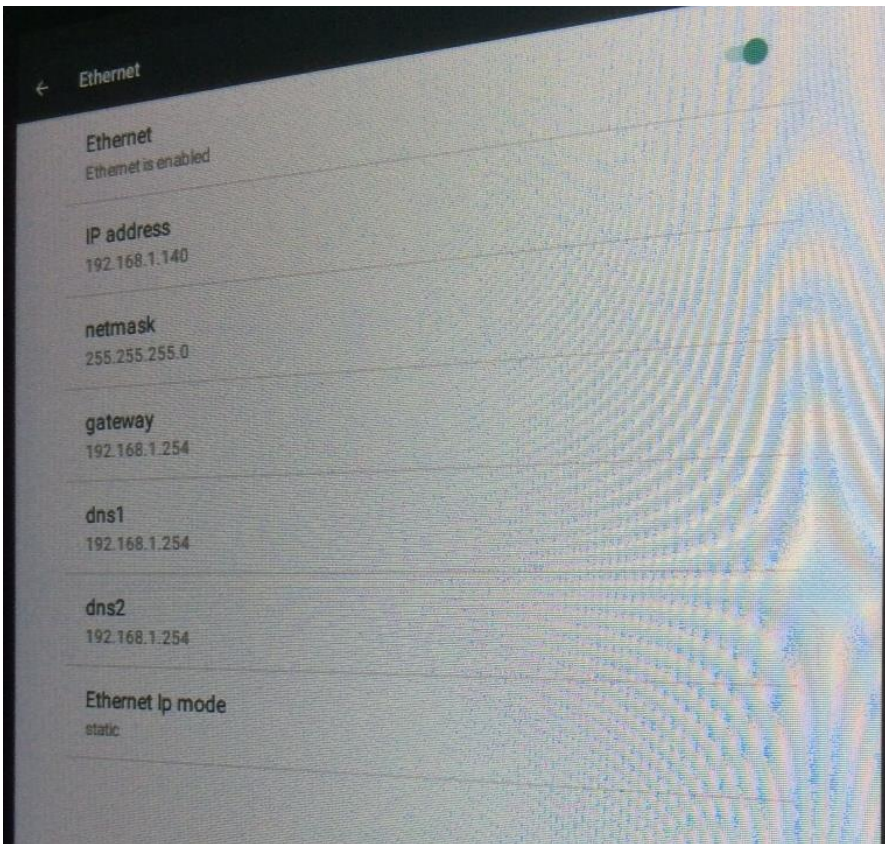 Ethernet
Ethernet
Ethernet is enabled
IP address
192.168.1.140
netmask
255.255.255.0
gateway
192.168.1.254
dns1
192.168.1.254
dns2
192.168.1.254
Ethernet Ip mode
static